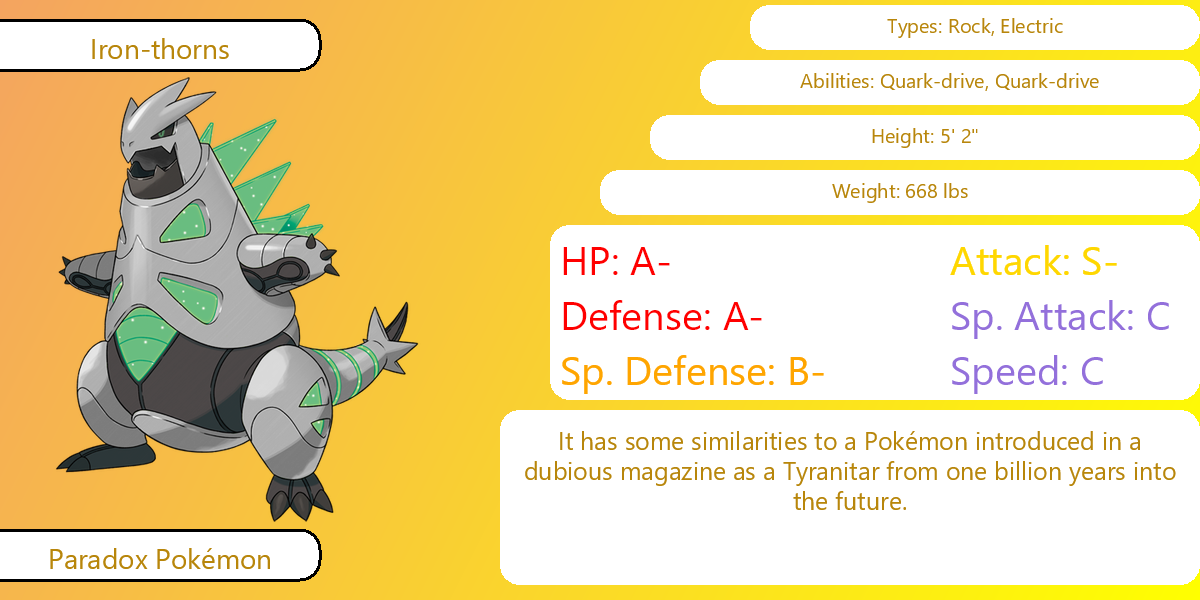 Iron-thorns
Types: Rock, Electric
Abilities: Quark-drive, Quark-drive
Height: 5' 2"
Weight: 668 lbs
HP: A-
Attack: S-
Defense: A-
Sp. Attack: C
Sp. Defense: B-
Speed: C
It has some similarities to a Pokémon introduced in a
dubious magazine as a Tyranitar from one billion years into
the future.
Paradox Pokémon